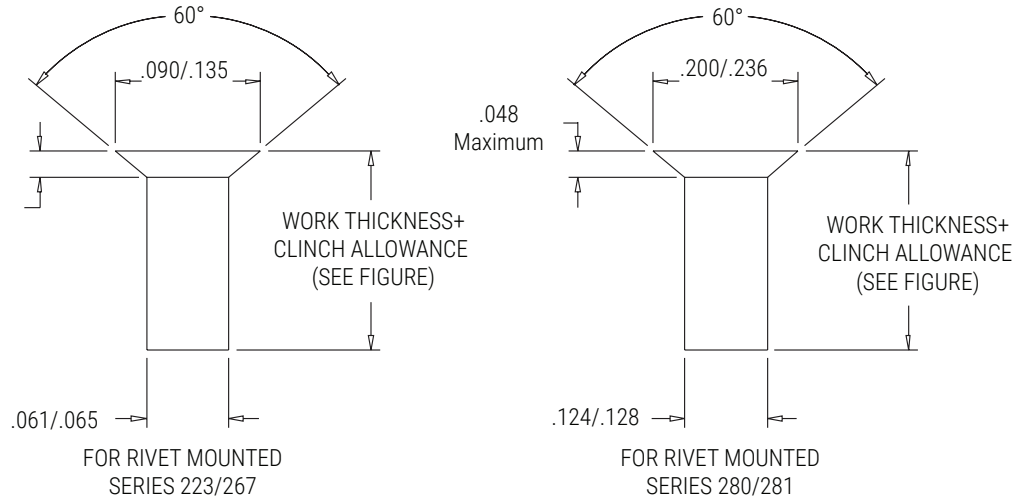 60°
.090/.135
WORK THICKNESS+
CLINCH ALLOWANCE
(SEE FIGURE)
.061/.065
FOR RIVET MOUNTED
SERIES 223/267
60°
.200/.236
.048
Maximum
WORK THICKNESS+
CLINCH ALLOWANCE
(SEE FIGURE)
.124/.128
FOR RIVET MOUNTED
SERIES 280/281